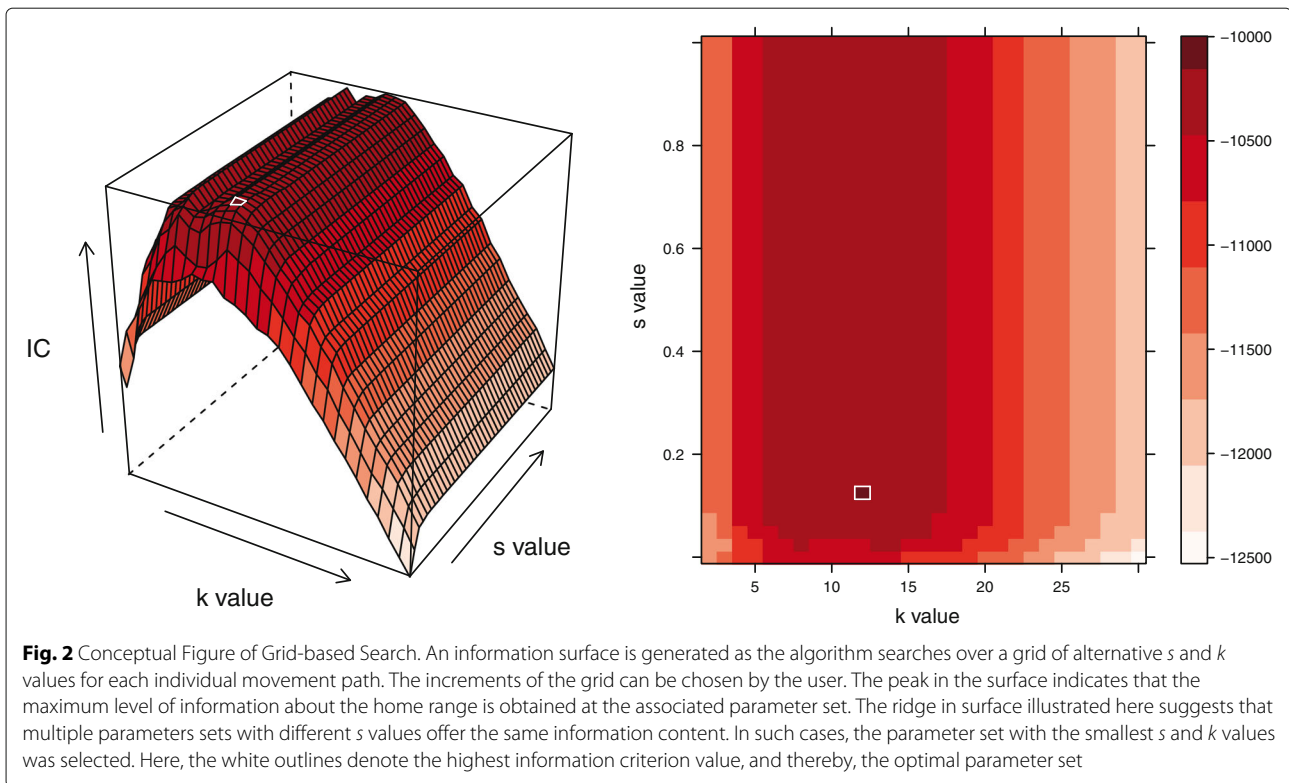 IC
k value
s value
0.8
0.6
0.4
0.2
s value
5
10
15
20
25
k value
−10000
−10500
−11000
−11500
−12000
−12500
Fig. 2 Conceptual Figure of Grid-based Search. An information surface is generated as the algorithm searches over a grid of alternative s and k
values for each individual movement path. The increments of the grid can be chosen by the user. The peak in the surface indicates that the
maximum level of information about the home range is obtained at the associated parameter set. The ridge in surface illustrated here suggests that
multiple parameters sets with different s values offer the same information content. In such cases, the parameter set with the smallest s and k values
was selected. Here, the white outlines denote the highest information criterion value, and thereby, the optimal parameter set